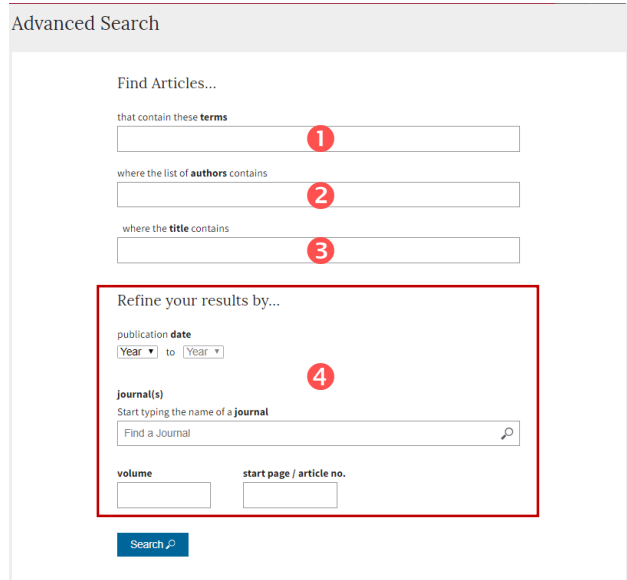 Advanced Search
Find Articles...
that contain these terms
1
where the list of authors contains
2
where the title contains
3
Refine your results by...
publication date
Year to Year
4
journal(s)
Start typing the name of a journal
Find a Journal
volume start page / article no.
Search